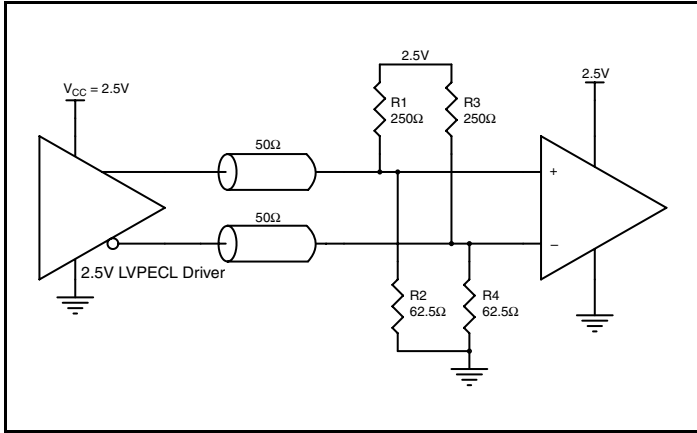 2.5V
2.5V
V_CC = 2.5V
R1
250Ω
R3
250Ω
50Ω
+
50Ω
−
2.5V LVPECL Driver
R2
62.5Ω
R4
62.5Ω